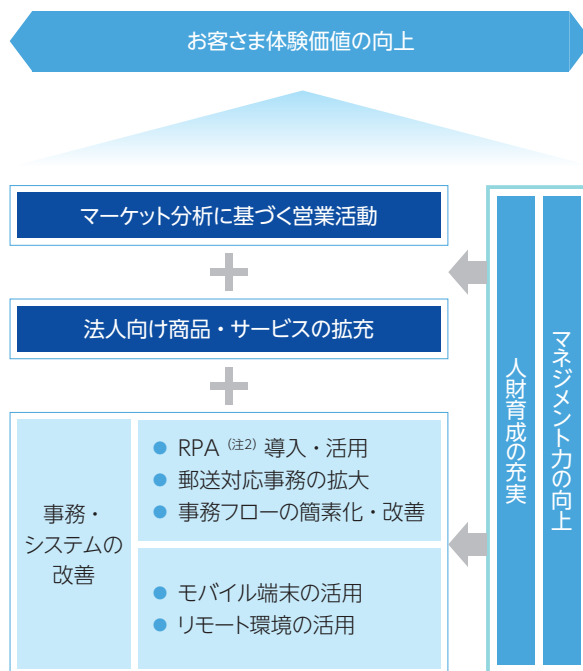 お客さま体験価値の向上
マーケット分析に基づく営業活動
+
法人向け商品・サービスの拡充
+
事務・
システムの
改善
● RPA（注2）導入・活用
● 郵送対応事務の拡大
● 事務フローの簡素化・改善
● モバイル端末の活用
● リモート環境の活用
マネジメント力の向上
人財育成の充実